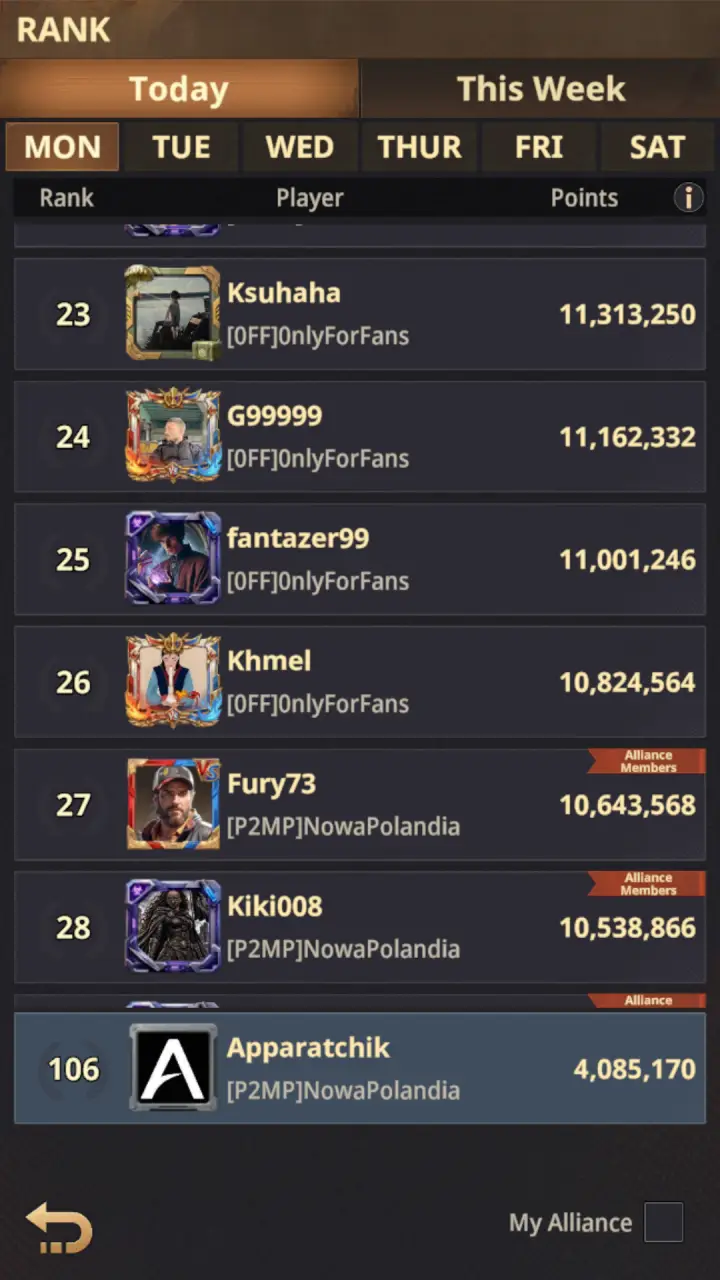 RANK
Today
This Week
MON TUE WED THUR FRI SAT
Rank Player Points i
23
Ksuhaha
[0FF]0nlyForFans
11,313,250
24
G99999
[0FF]0nlyForFans
11,162,332
25
fantazer99
[0FF]0nlyForFans
11,001,246
26
Khmel
[0FF]0nlyForFans
10,824,564
Alliance
Members
27
Fury73
[P2MP]NowaPolandia
10,643,568
Alliance
Members
28
Kiki008
[P2MP]NowaPolandia
10,538,866
Alliance
106
Apparatchik
[P2MP]NowaPolandia
4,085,170
My Alliance